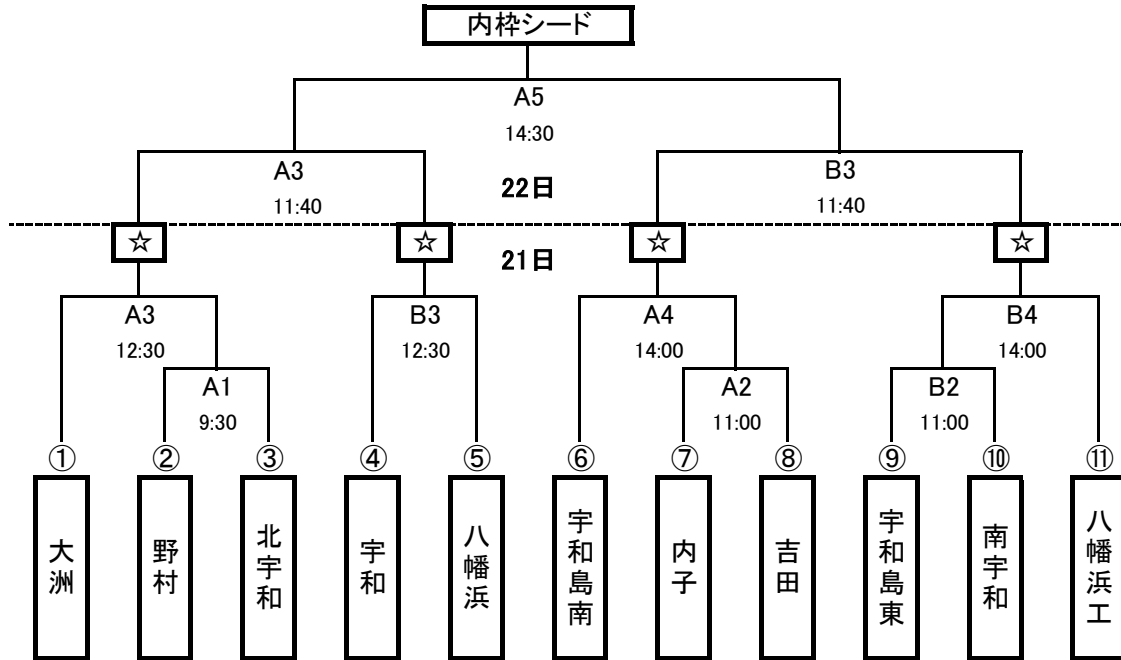 内枠シード
A5
14:30
A3
B3
22日
11:40
11:40
☆ ☆ ☆ ☆
21日
A3
B3
A4
B4
12:30
12:30
14:00
14:00
A1
A2
B2
9:30
11:00
11:00
① ② ③ ④ ⑤ ⑥ ⑦ ⑧ ⑨ ⑩ ⑪
大洲
野村
北宇和
宇和
八幡浜
宇和島南
内子
吉田
宇和島東
南宇和
八幡浜工